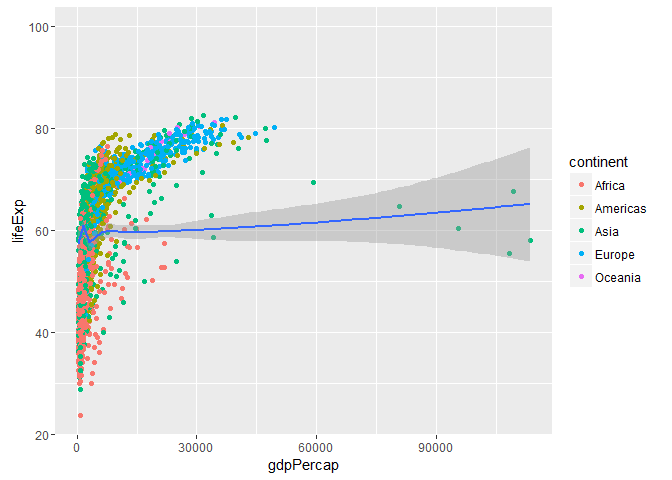 100
80
60
40
20
lifeExp
0
30000
60000
90000
gdpPercap
continent
Africa
Americas
Asia
Europe
Oceania